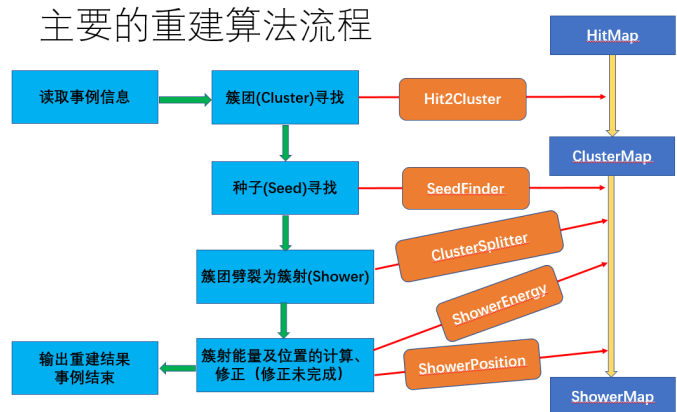 主要的重建算法流程
HitMap
读取事例信息
簇团(Cluster)寻找
Hit2Cluster
ClusterMap
种子(Seed)寻找
SeedFinder
ClusterSplitter
簇团劈裂为簇射(Shower)
ShowerEnergy
输出重建结果
事例结束
簇射能量及位置的计算、
修正（修正未完成）
ShowerPosition
ShowerMap